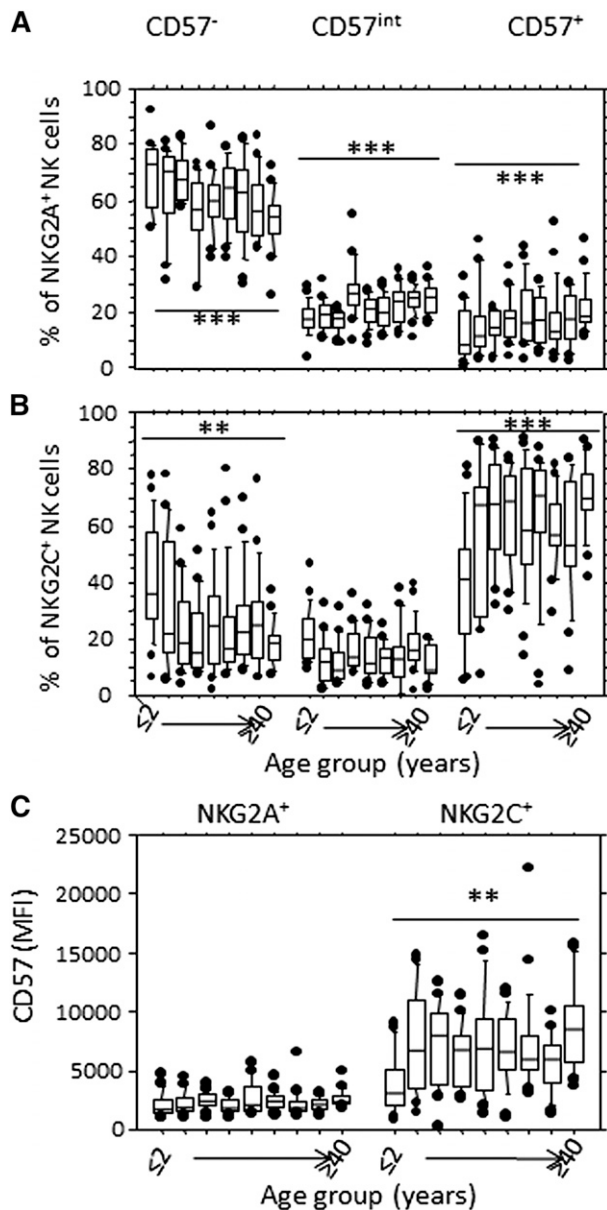 A
CD57⁻ CD57ⁱⁿᵗ CD57⁺
% of NKG2A⁺ NK cells
100
80
60
40
20
0
***
***
***
B
% of NKG2C⁺ NK cells
100
80
60
40
20
0
**
***
≤2 ≥40 ≤2 ≥40 ≤2 ≥40
Age group (years)
C
NKG2A⁺ NKG2C⁺
CD57 (MFI)
25000
20000
15000
10000
5000
0
**
≤2 ≥40 ≤2 ≥40
Age group (years)